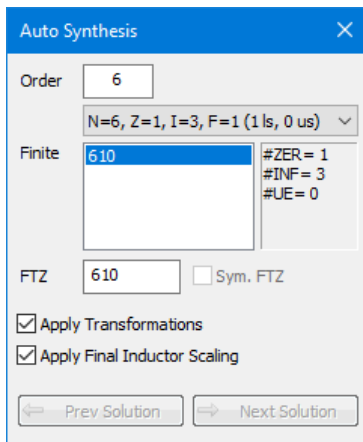 Auto Synthesis
Order 6
N=6, Z=1, I=3, F=1 (1 ls, 0 us)
Finite 610 #ZER= 1
#INF= 3
#UE= 0
FTZ 610 Sym. FTZ
Apply Transformations
Apply Final Inductor Scaling
Prev Solution Next Solution